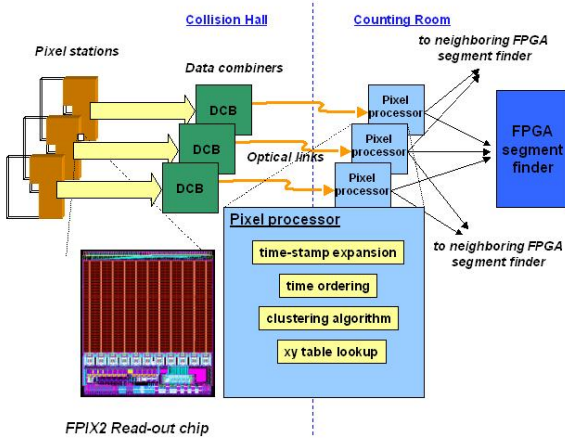 Collision Hall
Counting Room
Pixel stations
Data combiners
to neighboring FPGA
segment finder
DCB
DCB
DCB
Optical links
Pixel
processor
Pixel
processor
Pixel
processor
FPGA
segment
finder
to neighboring FPGA
segment finder
Pixel processor
time-stamp expansion
time ordering
clustering algorithm
xy table lookup
FPIX2 Read-out chip